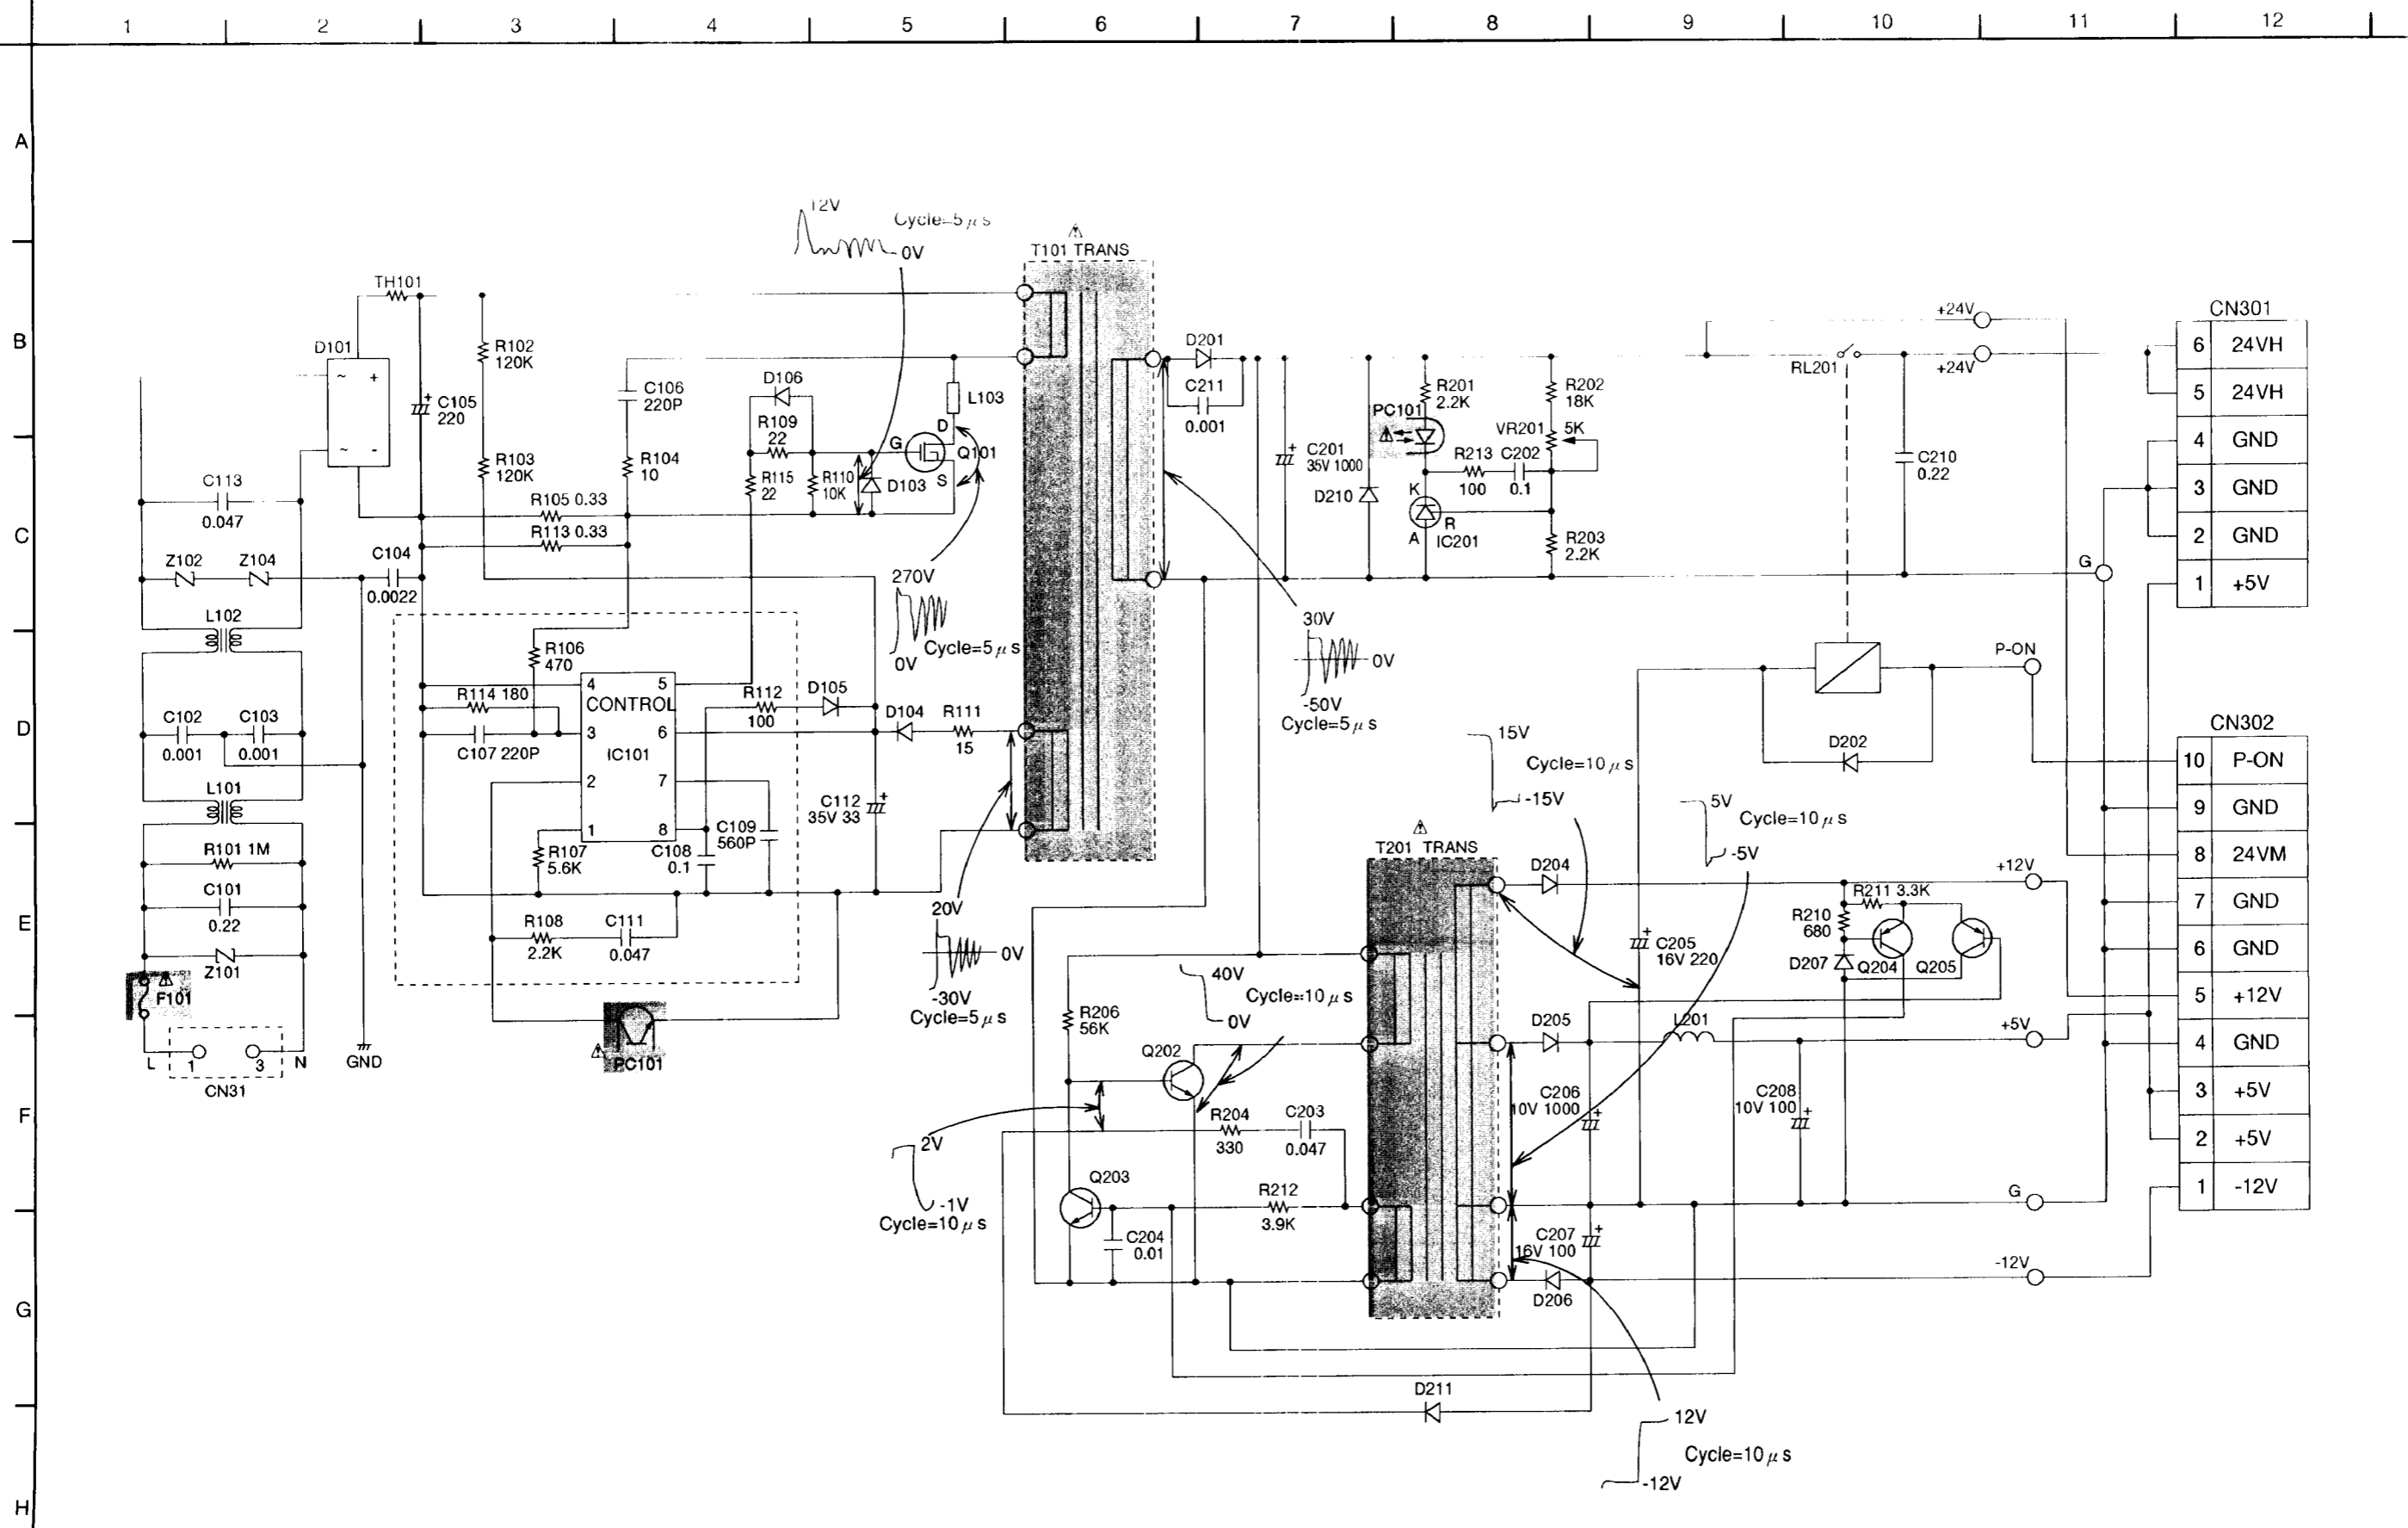 1 2 3 4 5 6 7 8 9 10 11 12
A
B
C
D
E
F
G
H
12V
Cycle=5μs
0V
T101 TRANS
TH101
D101
~ +
~ -
C105
220
R102
120K
R103
120K
C106
220P
R104
10
D106
R109
22
R115
22
R110
10K
D103
L103
G
D
S
Q101
R105 0.33
R113 0.33
C113
0.047
Z102
Z104
C104
0.0022
L102
C102
0.001
C103
0.001
L101
R101 1M
C101
0.22
Z101
F101
L
1
3
N
CN31
GND
270V
0V
Cycle=5μs
R106
470
R114 180
C107 220P
4 5
CONTROL
3 6
IC101
2 7
1 8
R112
100
D105
D104
R111
15
C112
35V 33
C109
560P
C108
0.1
R107
5.6K
R108
2.2K
C111
0.047
PC101
20V
0V
-30V
Cycle=5μs
D201
C211
0.001
C201
35V 1000
D210
R201
2.2K
PC101
R202
18K
VR201
5K
R213
100
C202
0.1
K
R
A
IC201
R203
2.2K
30V
0V
-50V
Cycle=5μs
RL201
+24V
+24V
C210
0.22
G
P-ON
D202
CN301
6 24VH
5 24VH
4 GND
3 GND
2 GND
1 +5V
CN302
10 P-ON
9 GND
8 24VM
7 GND
6 GND
5 +12V
4 GND
3 +5V
2 +5V
1 -12V
15V
Cycle=10μs
-15V
5V
Cycle=10μs
-5V
T201 TRANS
D204
+12V
R211 3.3K
R210
680
D207
Q204
Q205
C205
16V 220
40V
Cycle=10μs
0V
R206
56K
Q202
D205
L201
+5V
C206
10V 1000
C208
10V 100
R204
330
C203
0.047
2V
-1V
Cycle=10μs
Q203
R212
3.9K
C204
0.01
G
C207
16V 100
D206
-12V
D211
12V
Cycle=10μs
-12V